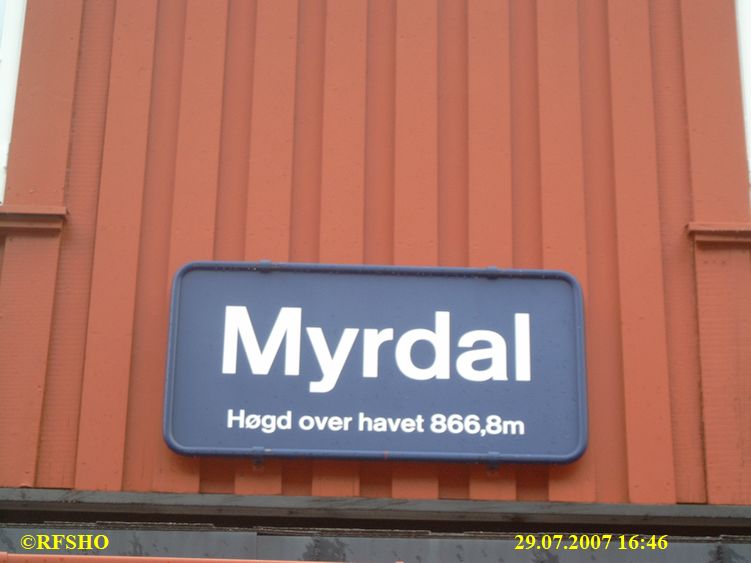 Myrdal
Høgd over havet 866,8m
©RFSHO
29.07.2007 16:46